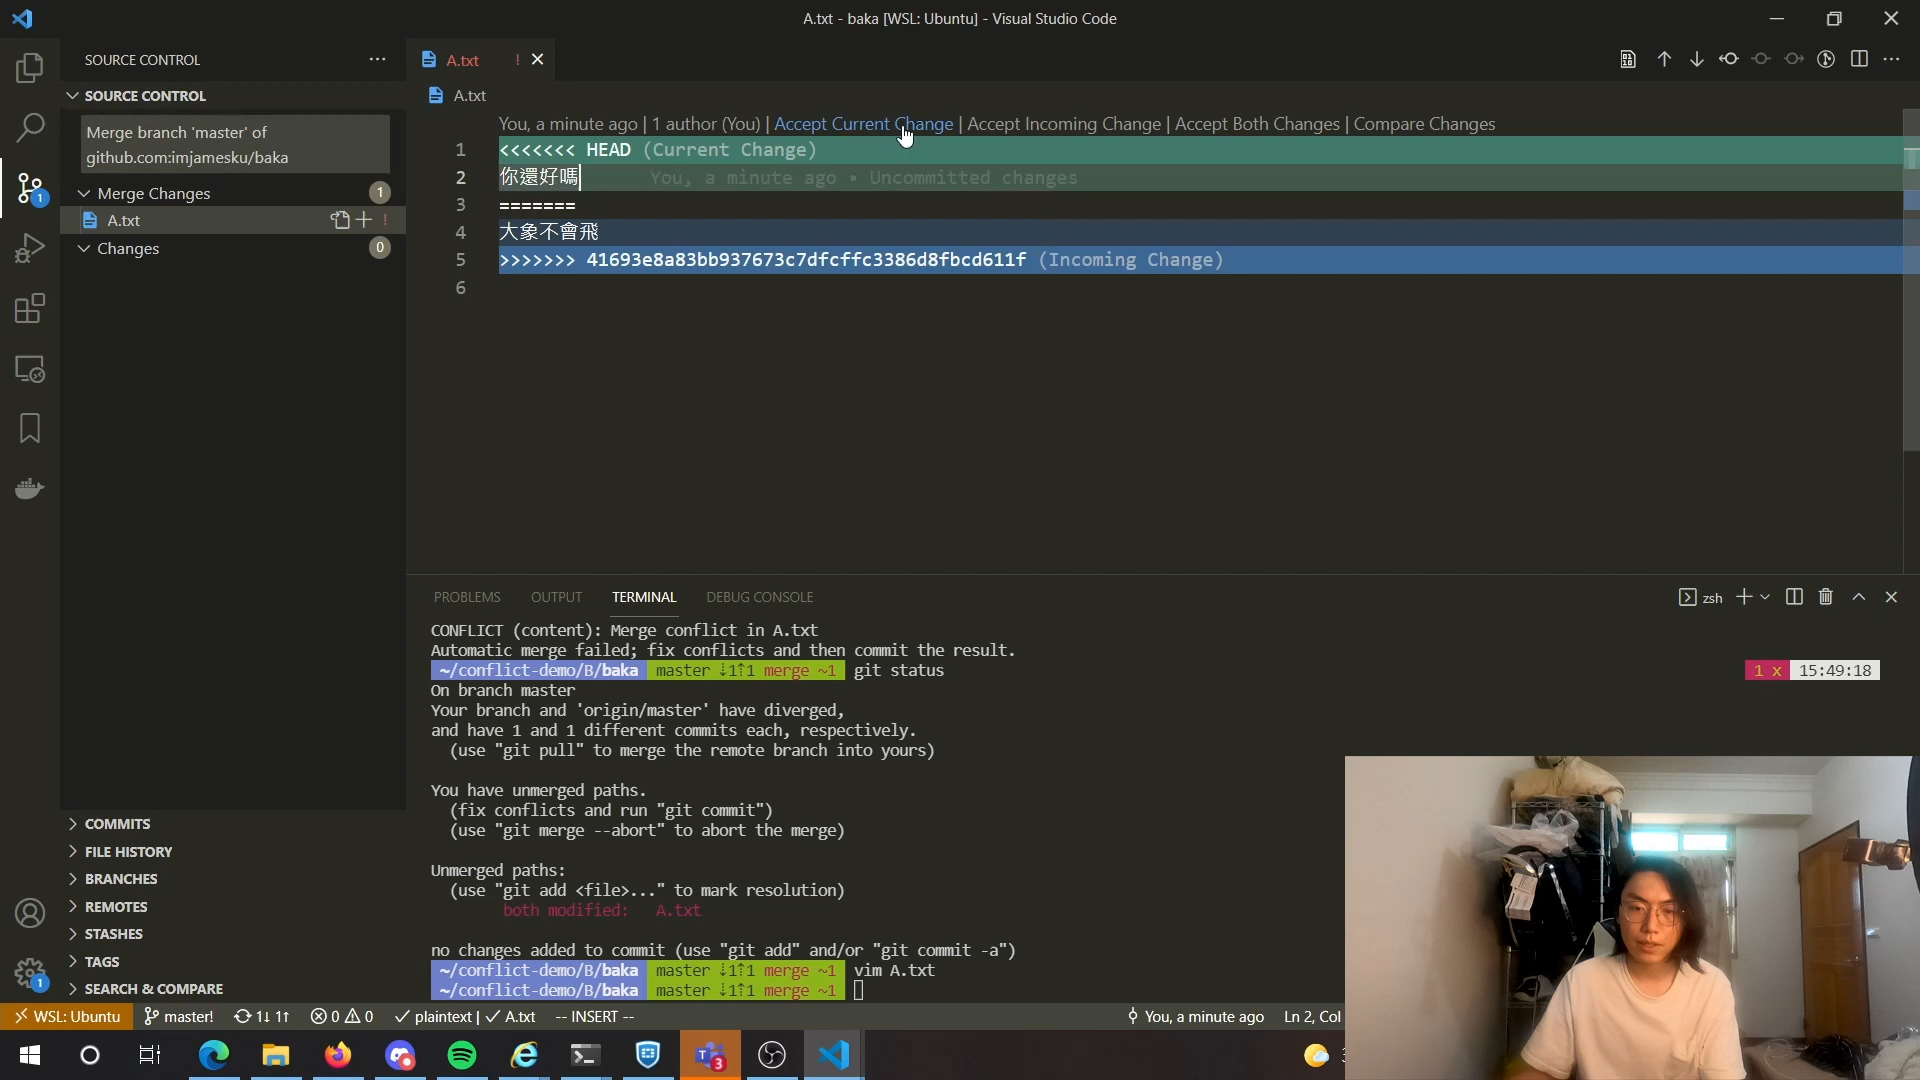 A.txt - baka [WSL: Ubuntu] - Visual Studio Code
SOURCE CONTROL
SOURCE CONTROL
Merge branch 'master' of
github.com:imjamesku/baka
Merge Changes
1
A.txt
!
Changes
0
1
COMMITS
FILE HISTORY
BRANCHES
REMOTES
STASHES
TAGS
SEARCH & COMPARE
1
A.txt !
A.txt
You, a minute ago | 1 author (You) | Accept Current Change | Accept Incoming Change | Accept Both Changes | Compare Changes
1 <<<<<<< HEAD (Current Change)
2 你還好嗎 You, a minute ago • Uncommitted changes
3 =======
4 大象不會飛
5 >>>>>>> 41693e8a83bb937673c7dfcffc3386d8fbcd611f (Incoming Change)
6
PROBLEMS OUTPUT TERMINAL DEBUG CONSOLE
zsh
CONFLICT (content): Merge conflict in A.txt
Automatic merge failed; fix conflicts and then commit the result.
~/conflict-demo/B/baka master ⇣1⇡1 merge ~1 git status 1 x 15:49:18
On branch master
Your branch and 'origin/master' have diverged,
and have 1 and 1 different commits each, respectively.
(use "git pull" to merge the remote branch into yours)
You have unmerged paths.
(fix conflicts and run "git commit")
(use "git merge --abort" to abort the merge)
Unmerged paths:
(use "git add <file>..." to mark resolution)
both modified: A.txt
no changes added to commit (use "git add" and/or "git commit -a")
~/conflict-demo/B/baka master ⇣1⇡1 merge ~1 vim A.txt
~/conflict-demo/B/baka master ⇣1⇡1 merge ~1
WSL: Ubuntu master! 1↓ 1↑ 0 0 ✓ plaintext | ✓ A.txt -- INSERT -- You, a minute ago Ln 2, Col
3